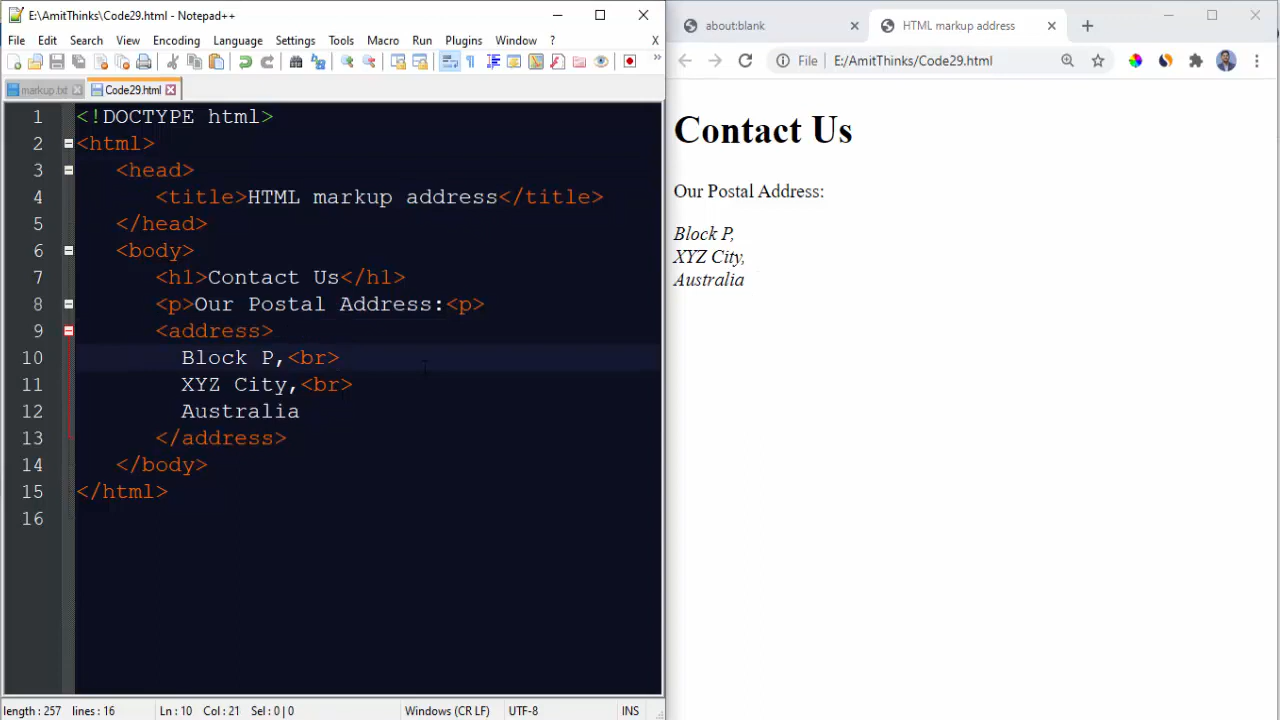 E:\AmitThinks\Code29.html - Notepad++
File Edit Search View Encoding Language Settings Tools Macro Run Plugins Window ? X
markup.txt Code29.html
1 <!DOCTYPE html>
2 <html>
3 <head>
4 <title>HTML markup address</title>
5 </head>
6 <body>
7 <h1>Contact Us</h1>
8 <p>Our Postal Address:<p>
9 <address>
10 Block P,<br>
11 XYZ City,<br>
12 Australia
13 </address>
14 </body>
15 </html>
16
length : 257 lines : 16 Ln : 10 Col : 21 Sel : 0 | 0 Windows (CR LF) UTF-8 INS
about:blank HTML markup address
File E:/AmitThinks/Code29.html
Contact Us
Our Postal Address:
Block P,
XYZ City,
Australia